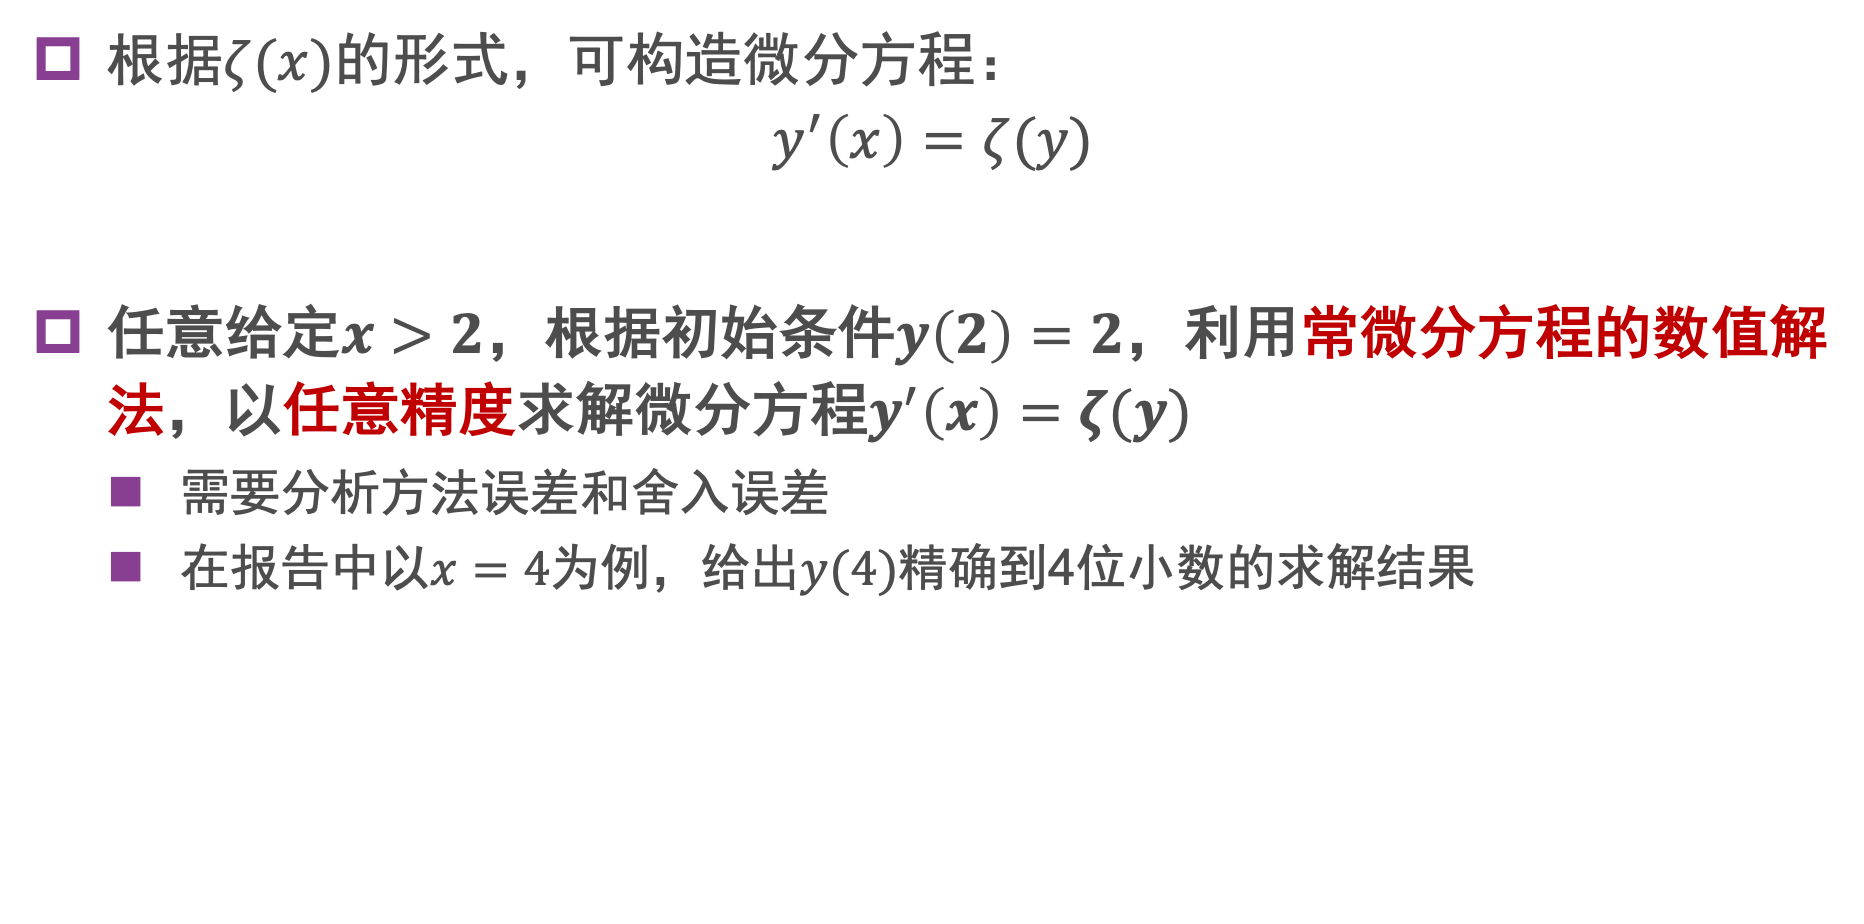 根据ζ(x)的形式，可构造微分方程：
y′(x) = ζ(y)
任意给定x > 2，根据初始条件y(2) = 2，利用常微分方程的数值解
法，以任意精度求解微分方程y′(x) = ζ(y)
需要分析方法误差和舍入误差
在报告中以x = 4为例，给出y(4)精确到4位小数的求解结果